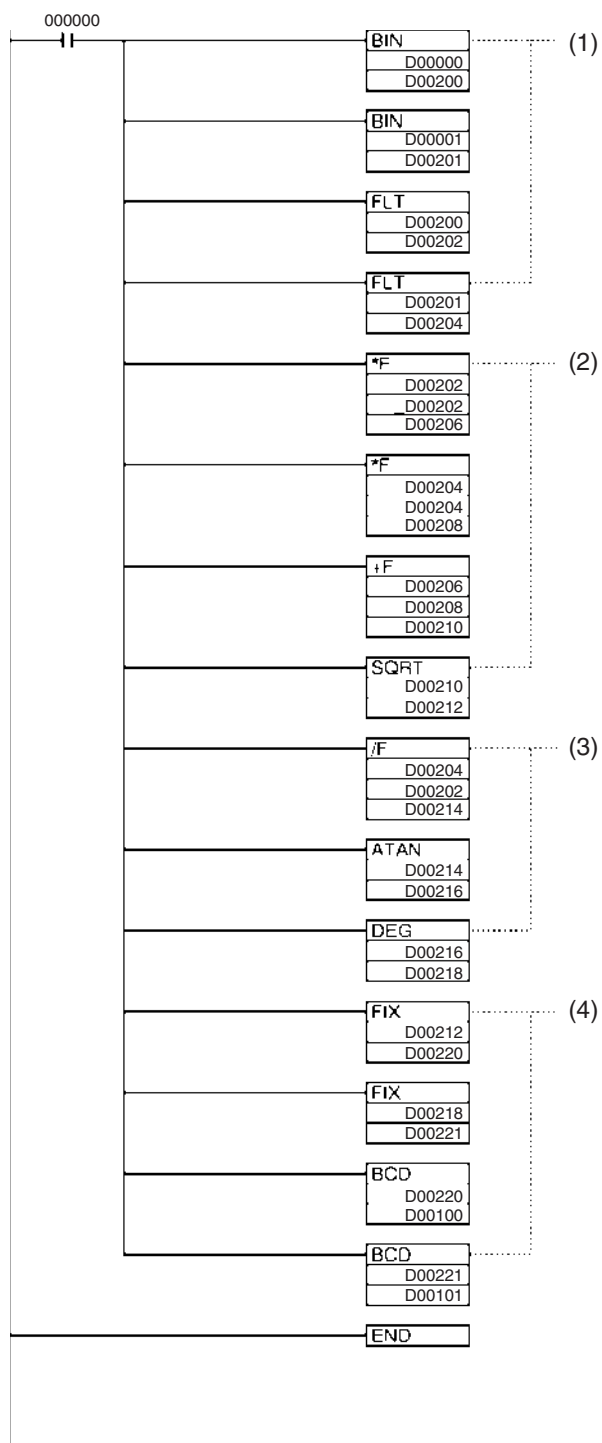 000000
BIN (1)
D00000
D00200
BIN
D00001
D00201
FLT
D00200
D00202
FLT
D00201
D00204
*F (2)
D00202
_D00202
D00206
*F
D00204
D00204
D00208
+F
D00206
D00208
D00210
SQRT
D00210
D00212
/F (3)
D00204
D00202
D00214
ATAN
D00214
D00216
DEG
D00216
D00218
FIX (4)
D00212
D00220
FIX
D00218
D00221
BCD
D00220
D00100
BCD
D00221
D00101
END